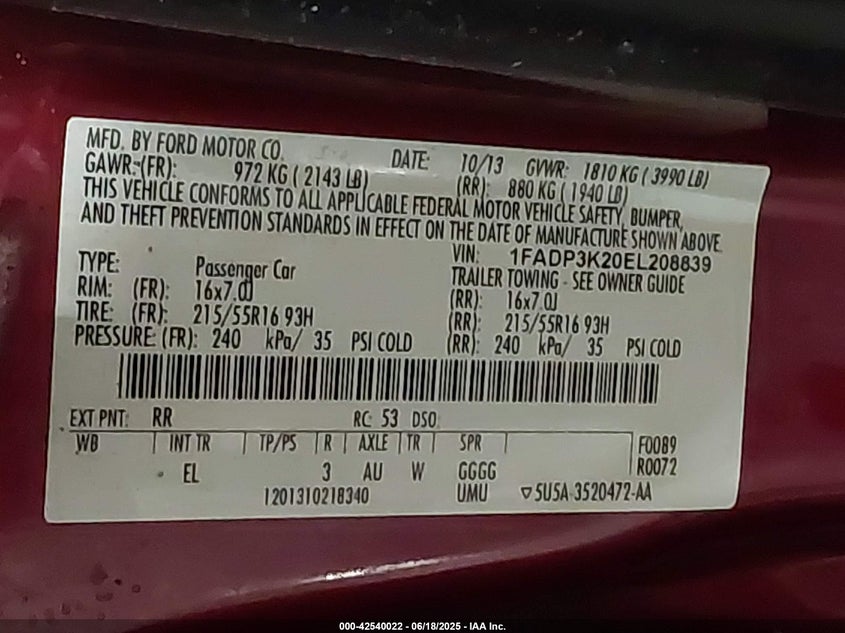 MFD. BY FORD MOTOR CO. DATE: 10/13 GVWR: 1810 KG ( 3990 LB)
GAWR:(FR): 972 KG ( 2143 LB) (RR): 880 KG ( 1940 LB)
THIS VEHICLE CONFORMS TO ALL APPLICABLE FEDERAL MOTOR VEHICLE SAFETY, BUMPER,
AND THEFT PREVENTION STANDARDS IN EFFECT ON THE DATE OF MANUFACTURE SHOWN ABOVE.
VIN: 1FADP3K20EL208839
TYPE: Passenger Car TRAILER TOWING - SEE OWNER GUIDE
RIM: (FR): 16x7.0J (RR): 16x7.0J
TIRE: (FR): 215/55R16 93H (RR): 215/55R16 93H
PRESSURE: (FR): 240 kPa/ 35 PSI COLD (RR): 240 kPa/ 35 PSI COLD
EXT PNT: RR RC: 53 DSO:
WB INT TR TP/PS R AXLE TR SPR F0089
EL 3 AU W GGGG R0072
1201310218340 UMU ▽5U5A-3520472-AA
000-42540022 - 06/18/2025 - IAA Inc.